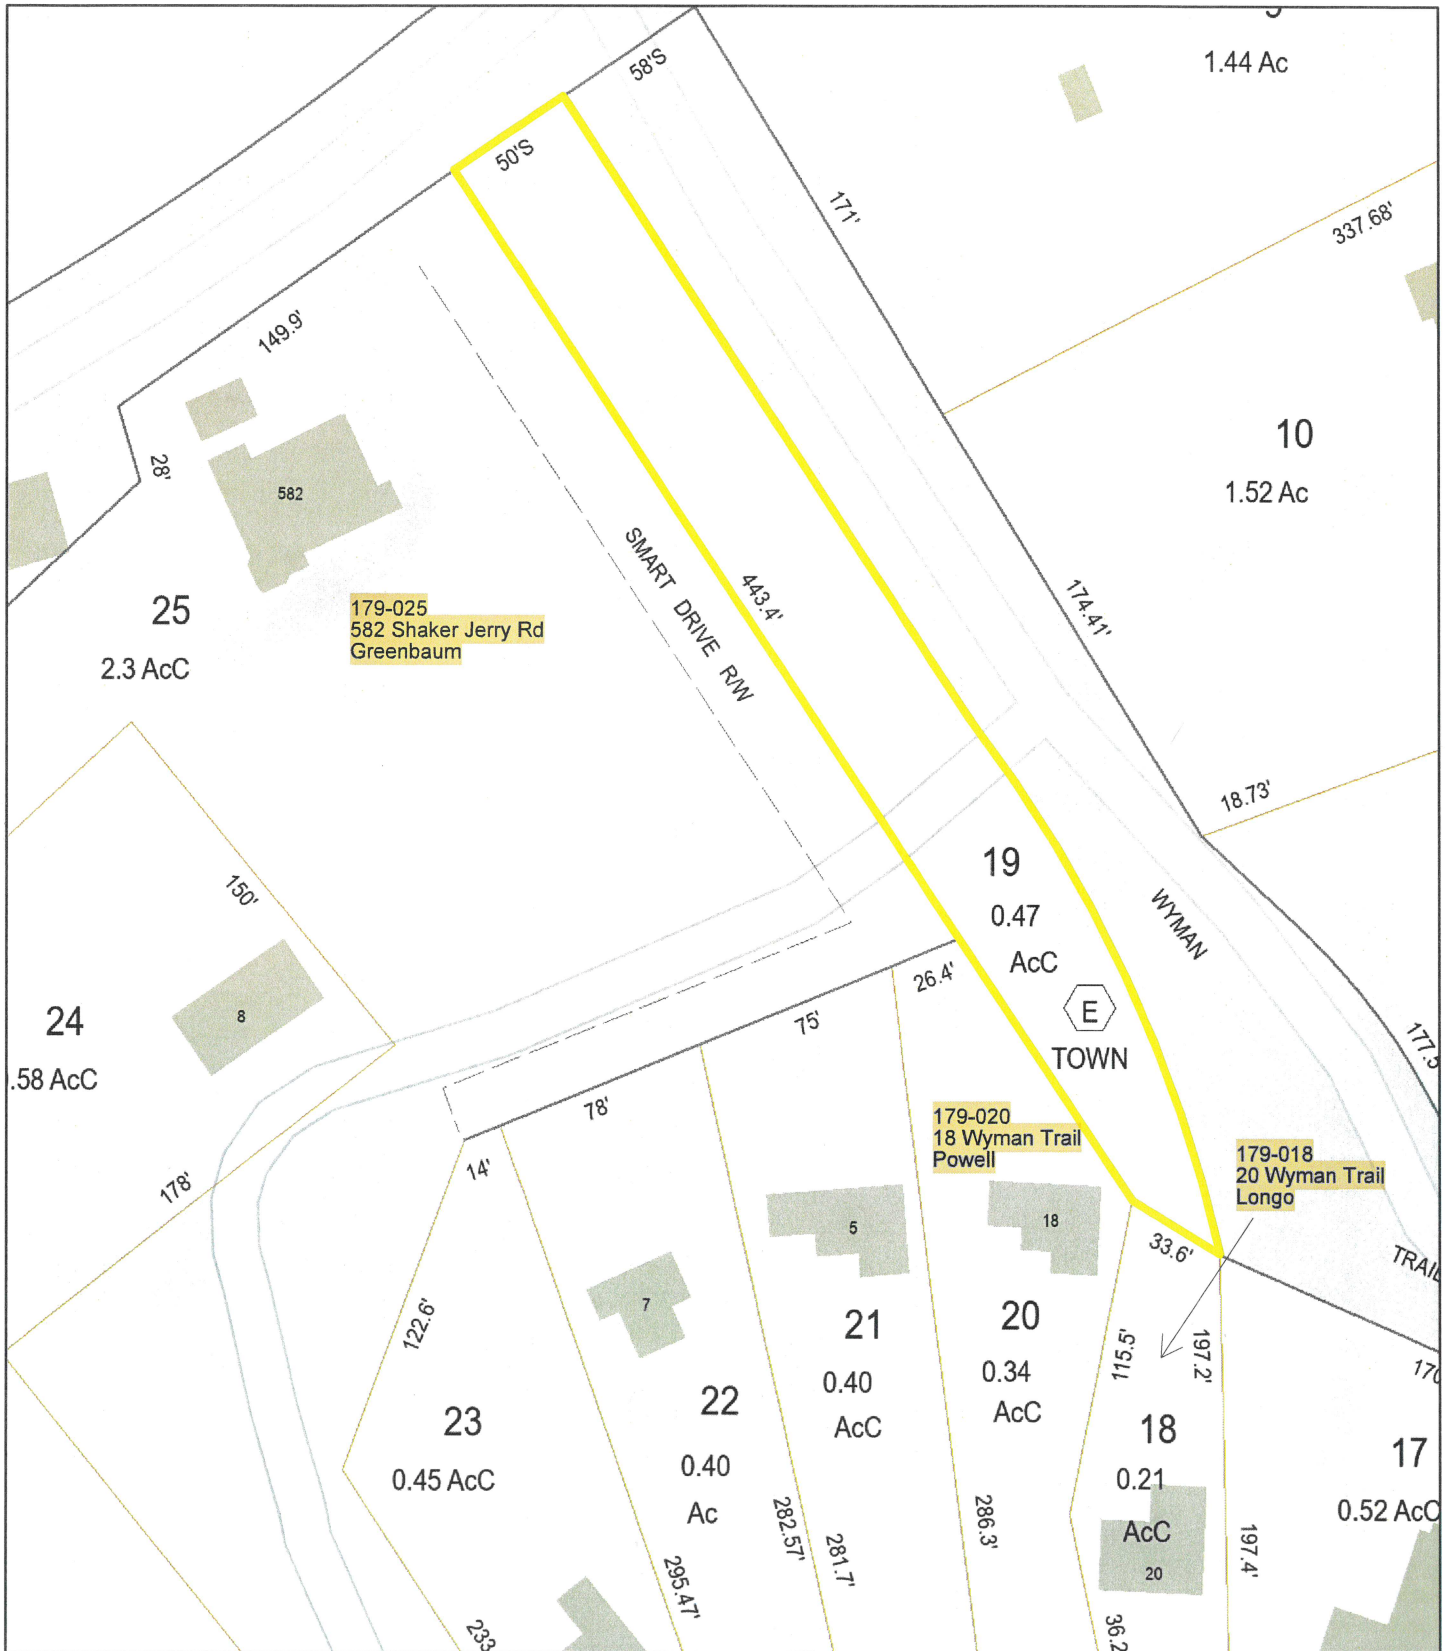 58'S
1.44 Ac
50'S
171'
337.68'
149.9'
28'
582
10
1.52 Ac
SMART DRIVE R/W
443.4'
174.41'
25
2.3 AcC
179-025
582 Shaker Jerry Rd
Greenbaum
18.73'
150'
19
0.47
AcC
WYMAN
26.4'
E
TOWN
75'
24
.58 AcC
8
177.5
78'
179-020
18 Wyman Trail
Powell
179-018
20 Wyman Trail
Longo
14'
178'
5
18
33.6'
TRAIL
7
122.6'
21
0.40
AcC
20
0.34
AcC
115.5'
197.2'
170
23
0.45 AcC
22
0.40
Ac
18
0.21
AcC
20
17
0.52 AcC
282.57'
281.7'
286.3'
197.4'
295.47'
233
36.2